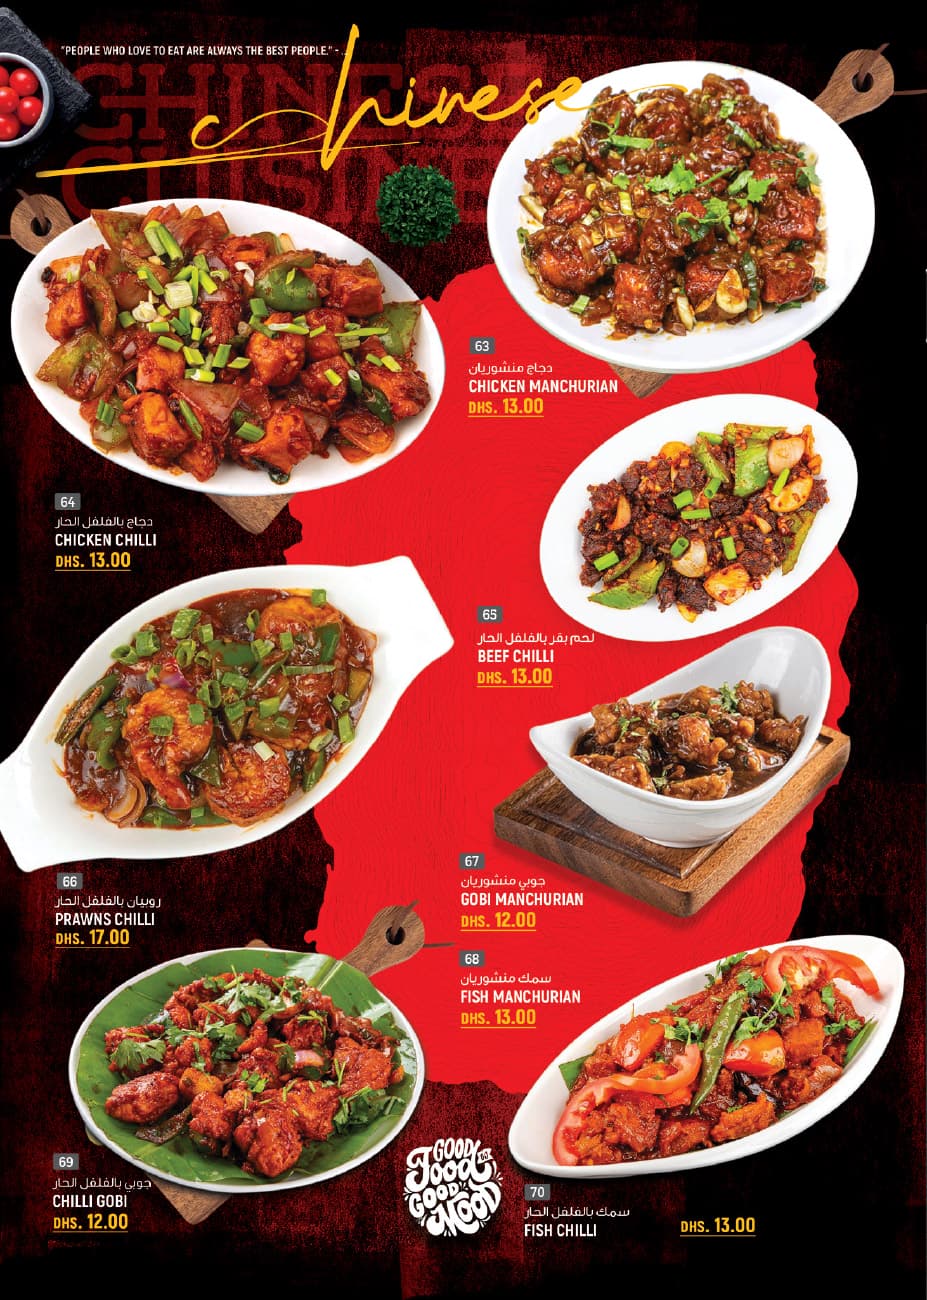 "PEOPLE WHO LOVE TO EAT ARE ALWAYS THE BEST PEOPLE." - ...
CHINESE
CUISINE
Chinese
63
دجاج منشوريان
CHICKEN MANCHURIAN
DHS. 13.00
64
دجاج بالفلفل الحار
CHICKEN CHILLI
DHS. 13.00
65
لحم بقر بالفلفل الحار
BEEF CHILLI
DHS. 13.00
66
روبيان بالفلفل الحار
PRAWNS CHILLI
DHS. 17.00
67
جوبي منشوريان
GOBI MANCHURIAN
DHS. 12.00
68
سمك منشوريان
FISH MANCHURIAN
DHS. 13.00
69
جوبي بالفلفل الحار
CHILLI GOBI
DHS. 12.00
GOOD
Food
GOOD
MOOD
70
سمك بالفلفل الحار
FISH CHILLI
DHS. 13.00